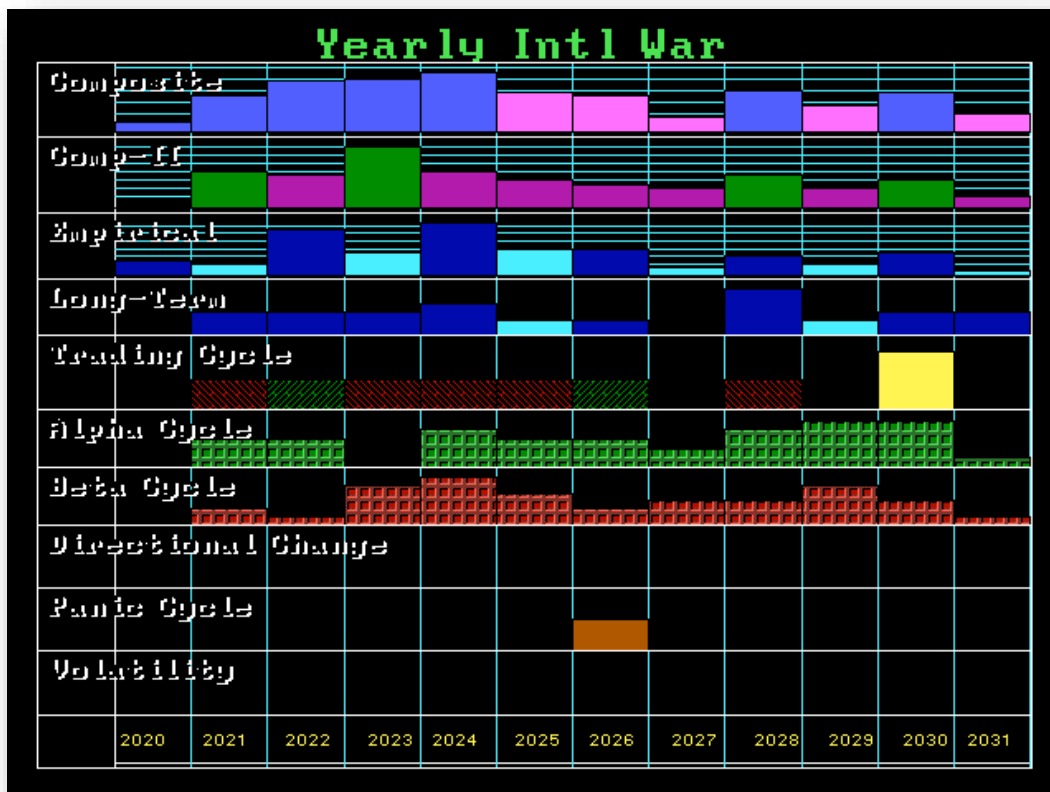 Yearly Intl War
Composite
Comp-II
Empirical
Long-Term
Trading Cycle
Alpha Cycle
Beta Cycle
Directional Change
Panic Cycle
Volatility
2020 2021 2022 2023 2024 2025 2026 2027 2028 2029 2030 2031